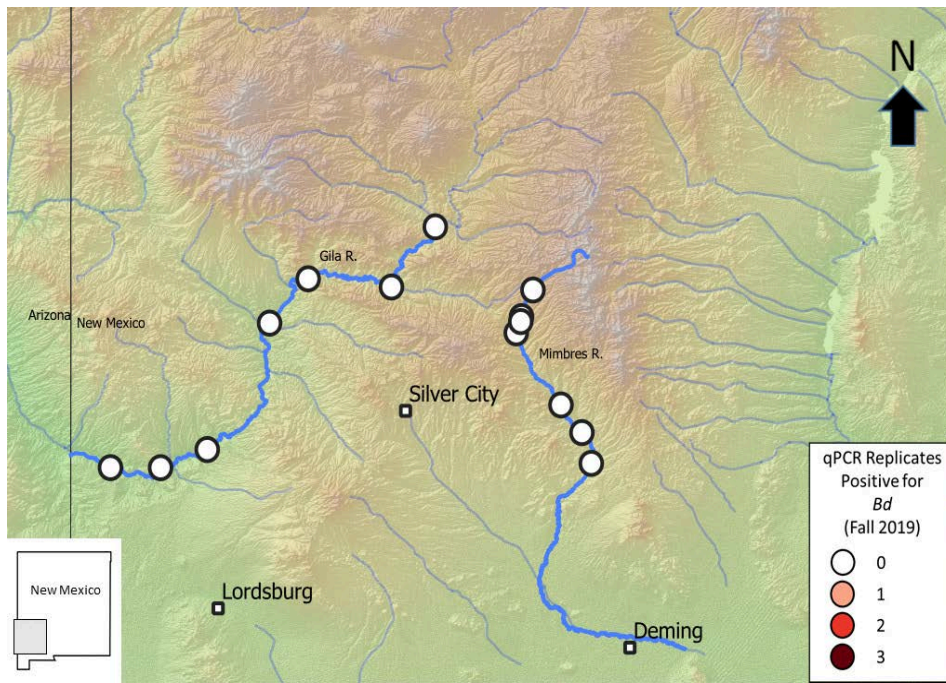 N
Gila R.
Arizona
New Mexico
Mimbres R.
Silver City
Lordsburg
Deming
qPCR Replicates
Positive for
Bd
(Fall 2019)
0
1
2
3
New Mexico